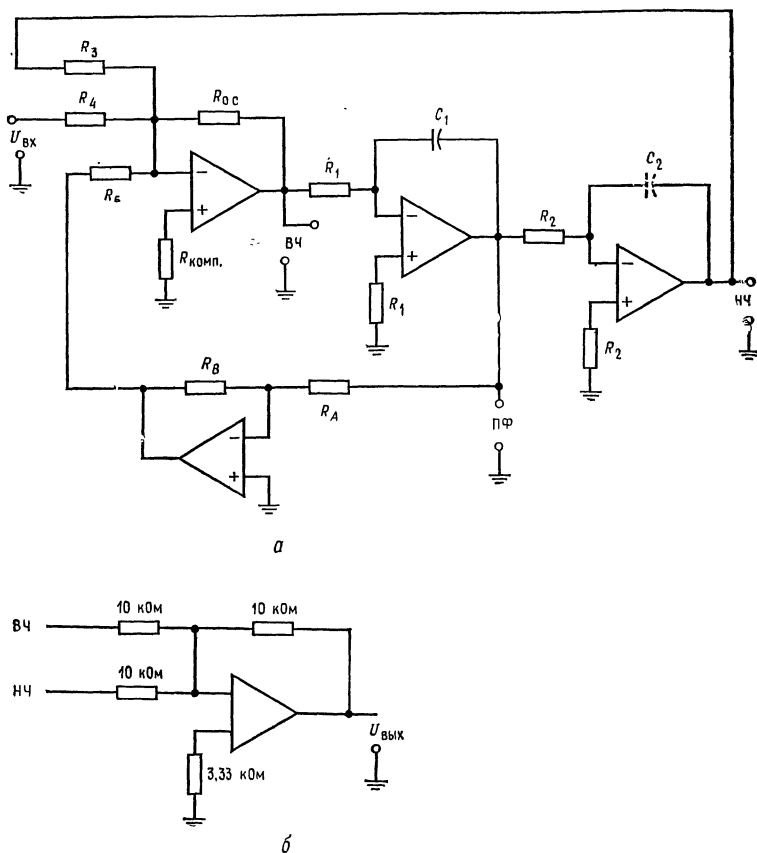 R3
R4
Rос
Uвх
Rб
R1
C1
R2
C2
Rкомп.
ВЧ
R1
R2
НЧ
RB
RA
ПФ
а
10 кОм
10 кОм
ВЧ
10 кОм
НЧ
Uвых
3,33 кОм
б